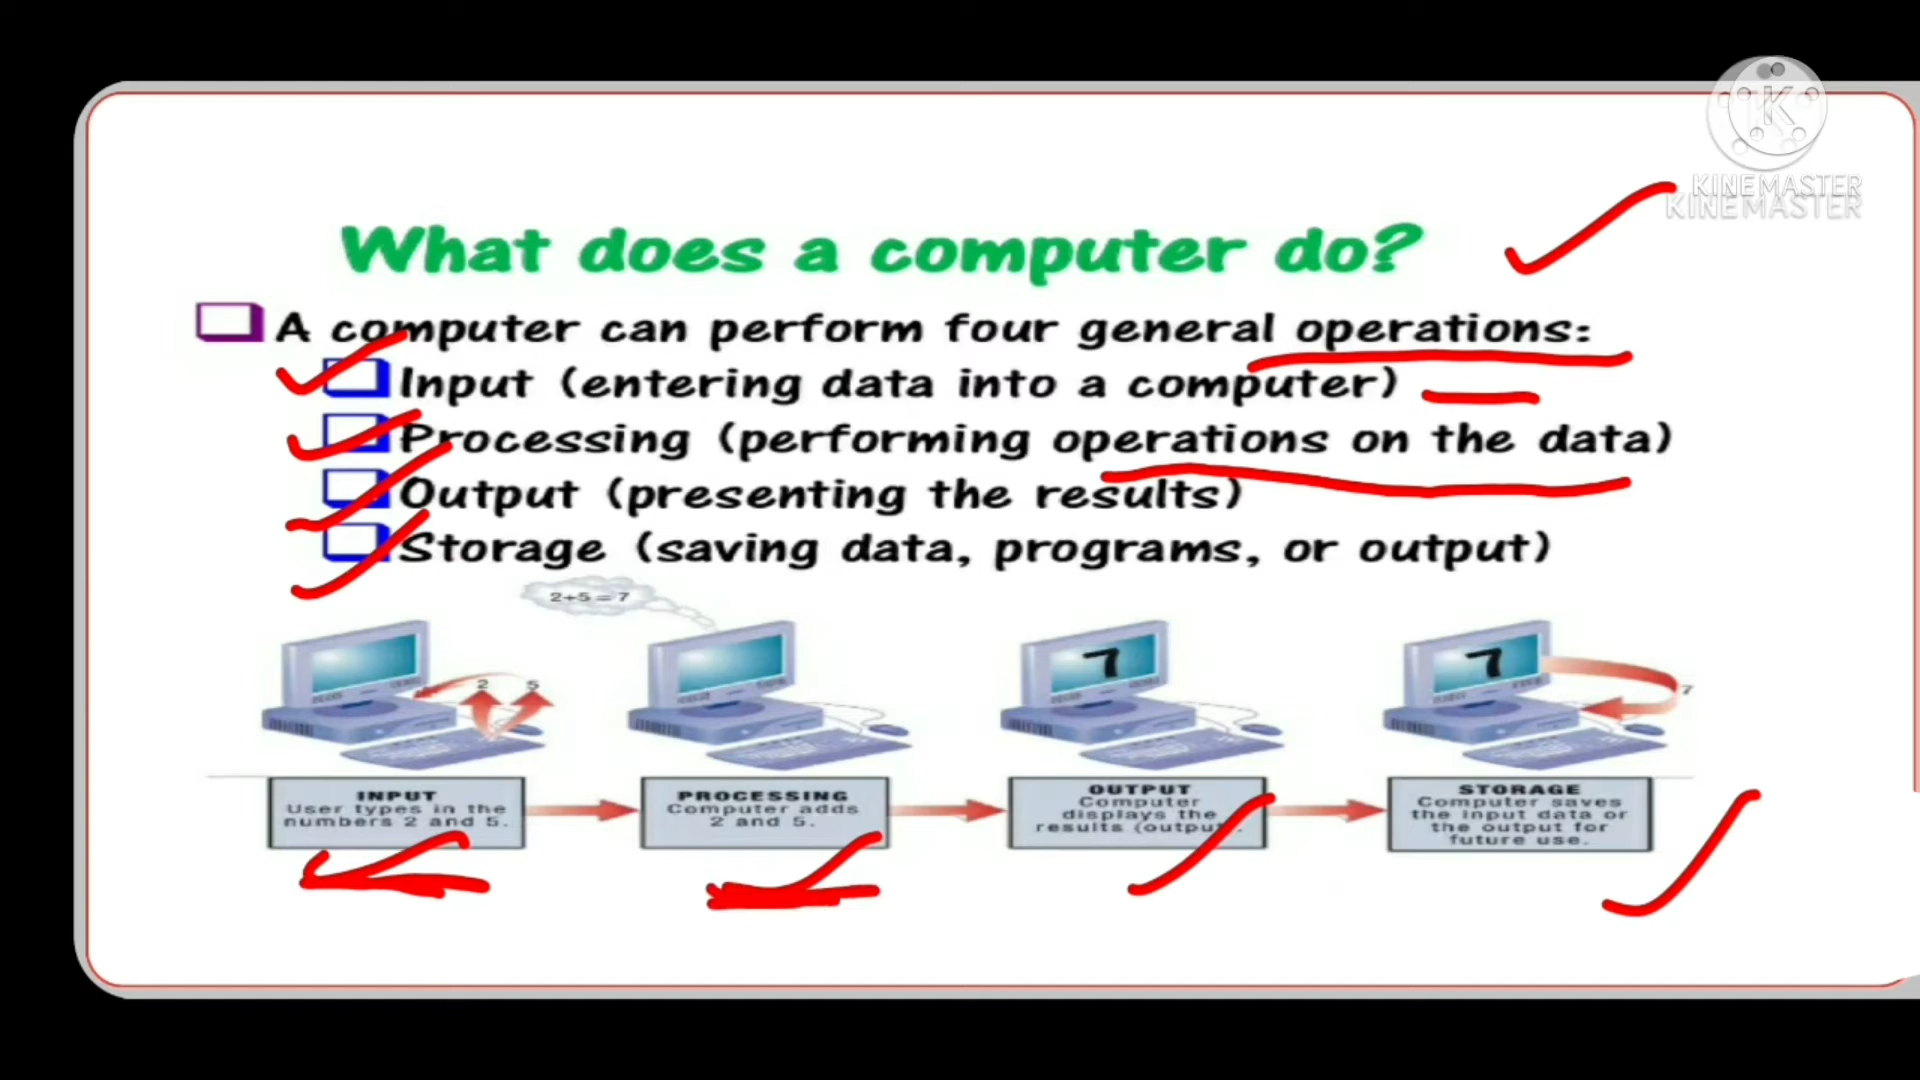 K
KINEMASTER
KINEMASTER
What does a computer do?
A computer can perform four general operations:
Input (entering data into a computer)
Processing (performing operations on the data)
Output (presenting the results)
Storage (saving data, programs, or output)
2+5=7
2 5
7
7
7
INPUT
User types in the
numbers 2 and 5.
PROCESSING
Computer adds
2 and 5.
OUTPUT
Computer
displays the
results (output).
STORAGE
Computer saves
the input data or
the output for
future use.